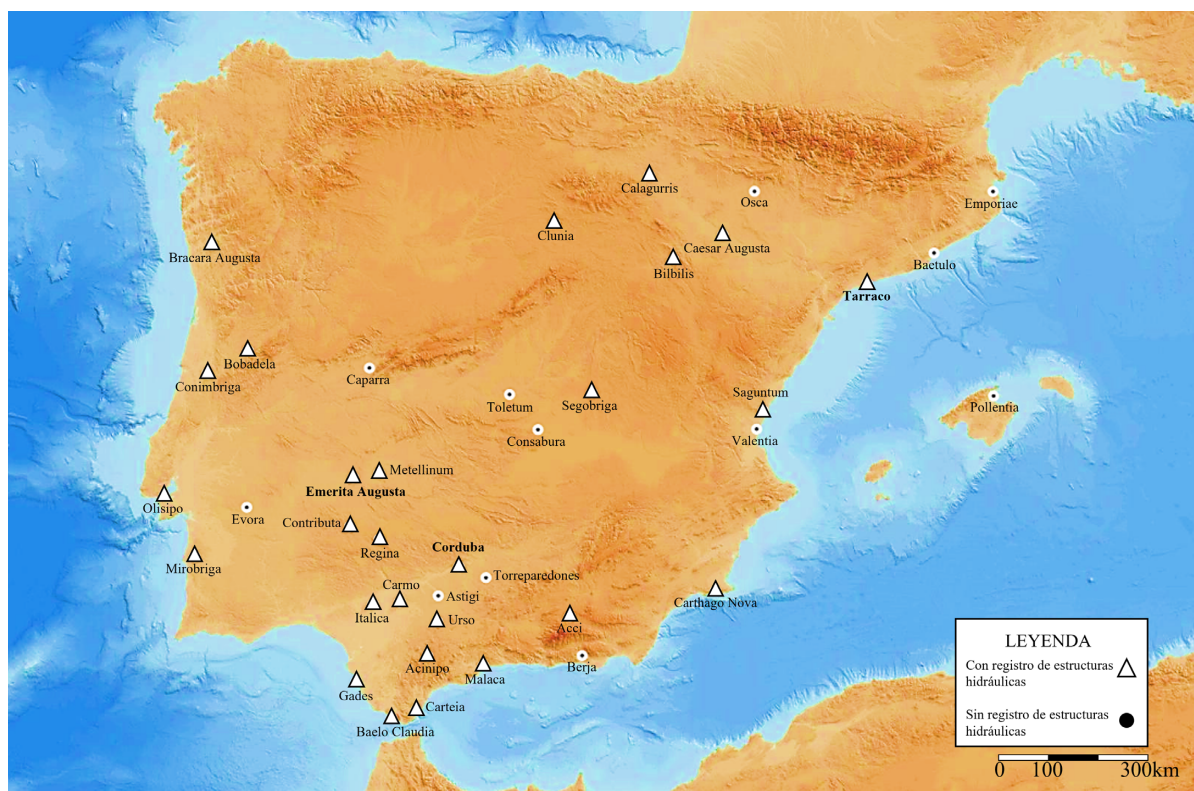 Calagurris
Osca
Emporiae
Clunia
Caesar Augusta
Bracara Augusta
Bilbilis
Baetulo
Tarraco
Bobadela
Conimbriga
Caparra
Toletum
Segobriga
Saguntum
Pollentia
Consabura
Valentia
Metellinum
Emerita Augusta
Olisipo
Evora
Contributa
Regina
Corduba
Mirobriga
Torreparedones
Carmo
Astigi
Italica
Urso
Acci
Carthago Nova
Acinipo
Malaca
Berja
Gades
Carteia
Baelo Claudia
LEYENDA
Con registro de estructuras
hidráulicas
Sin registro de estructuras
hidráulicas
0 100 300km